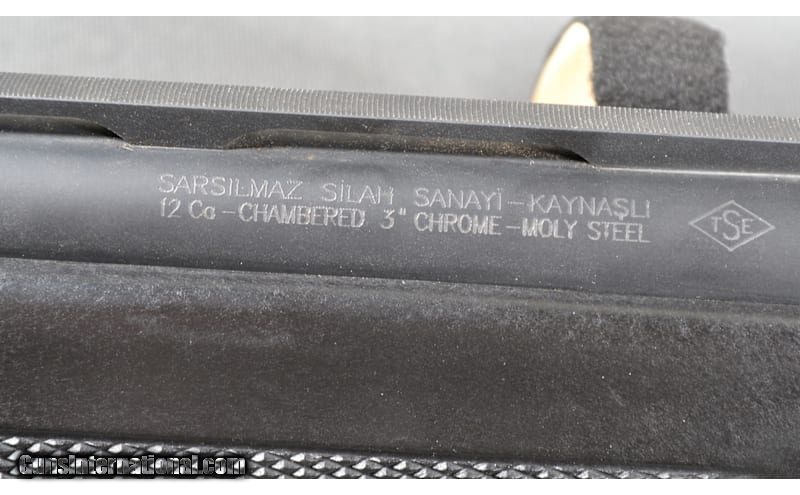 SARSILMAZ SİLAH SANAYİ-KAYNAŞLI
12 Ga-CHAMBERED 3" CHROME-MOLY STEEL
TSE
GunsInternational.com